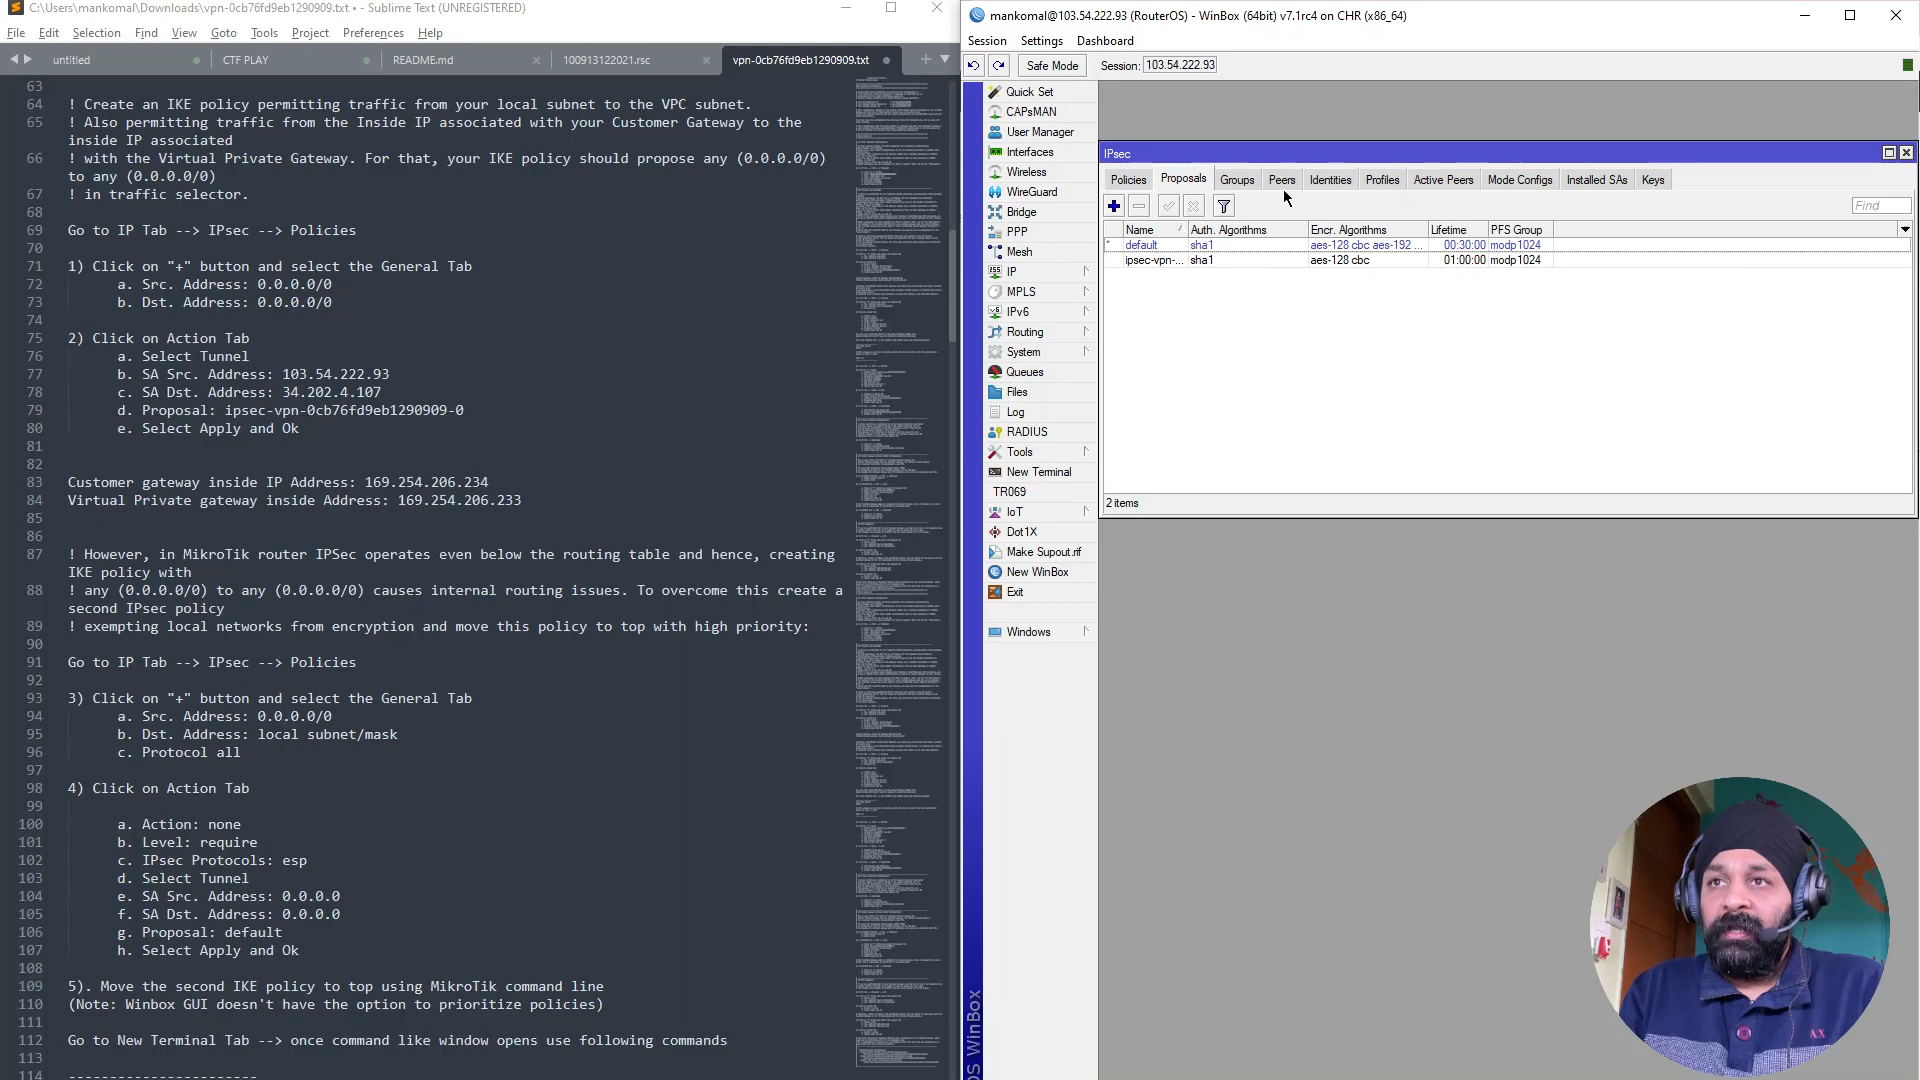 C:\Users\mankomal\Downloads\vpn-0cb76fd9eb1290909.txt • - Sublime Text (UNREGISTERED)
File Edit Selection Find View Goto Tools Project Preferences Help
untitled CTF PLAY README.md 100913122021.rsc vpn-0cb76fd9eb1290909.txt
63
64 ! Create an IKE policy permitting traffic from your local subnet to the VPC subnet.
65 ! Also permitting traffic from the Inside IP associated with your Customer Gateway to the
inside IP associated
66 ! with the Virtual Private Gateway. For that, your IKE policy should propose any (0.0.0.0/0)
to any (0.0.0.0/0)
67 ! in traffic selector.
68
69 Go to IP Tab --> IPsec --> Policies
70
71 1) Click on "+" button and select the General Tab
72 a. Src. Address: 0.0.0.0/0
73 b. Dst. Address: 0.0.0.0/0
74
75 2) Click on Action Tab
76 a. Select Tunnel
77 b. SA Src. Address: 103.54.222.93
78 c. SA Dst. Address: 34.202.4.107
79 d. Proposal: ipsec-vpn-0cb76fd9eb1290909-0
80 e. Select Apply and Ok
81
82
83 Customer gateway inside IP Address: 169.254.206.234
84 Virtual Private gateway inside Address: 169.254.206.233
85
86
87 ! However, in MikroTik router IPSec operates even below the routing table and hence, creating
IKE policy with
88 ! any (0.0.0.0/0) to any (0.0.0.0/0) causes internal routing issues. To overcome this create a
second IPsec policy
89 ! exempting local networks from encryption and move this policy to top with high priority:
90
91 Go to IP Tab --> IPsec --> Policies
92
93 3) Click on "+" button and select the General Tab
94 a. Src. Address: 0.0.0.0/0
95 b. Dst. Address: local subnet/mask
96 c. Protocol all
97
98 4) Click on Action Tab
99
100 a. Action: none
101 b. Level: require
102 c. IPsec Protocols: esp
103 d. Select Tunnel
104 e. SA Src. Address: 0.0.0.0
105 f. SA Dst. Address: 0.0.0.0
106 g. Proposal: default
107 h. Select Apply and Ok
108
109 5). Move the second IKE policy to top using MikroTik command line
110 (Note: Winbox GUI doesn't have the option to prioritize policies)
111
112 Go to New Terminal Tab --> once command like window opens use following commands
113
114 -----------------------
mankomal@103.54.222.93 (RouterOS) - WinBox (64bit) v7.1rc4 on CHR (x86_64)
Session Settings Dashboard
Safe Mode Session: 103.54.222.93
Quick Set
CAPsMAN
User Manager
Interfaces
Wireless
WireGuard
Bridge
PPP
Mesh
IP
MPLS
IPv6
Routing
System
Queues
Files
Log
RADIUS
Tools
New Terminal
TR069
IoT
Dot1X
Make Supout.rif
New WinBox
Exit
Windows
OS WinBox
IPsec
Policies Proposals Groups Peers Identities Profiles Active Peers Mode Configs Installed SAs Keys
Find
Name Auth. Algorithms Encr. Algorithms Lifetime PFS Group
* default sha1 aes-128 cbc aes-192 ... 00:30:00 modp1024
ipsec-vpn-... sha1 aes-128 cbc 01:00:00 modp1024
2 items